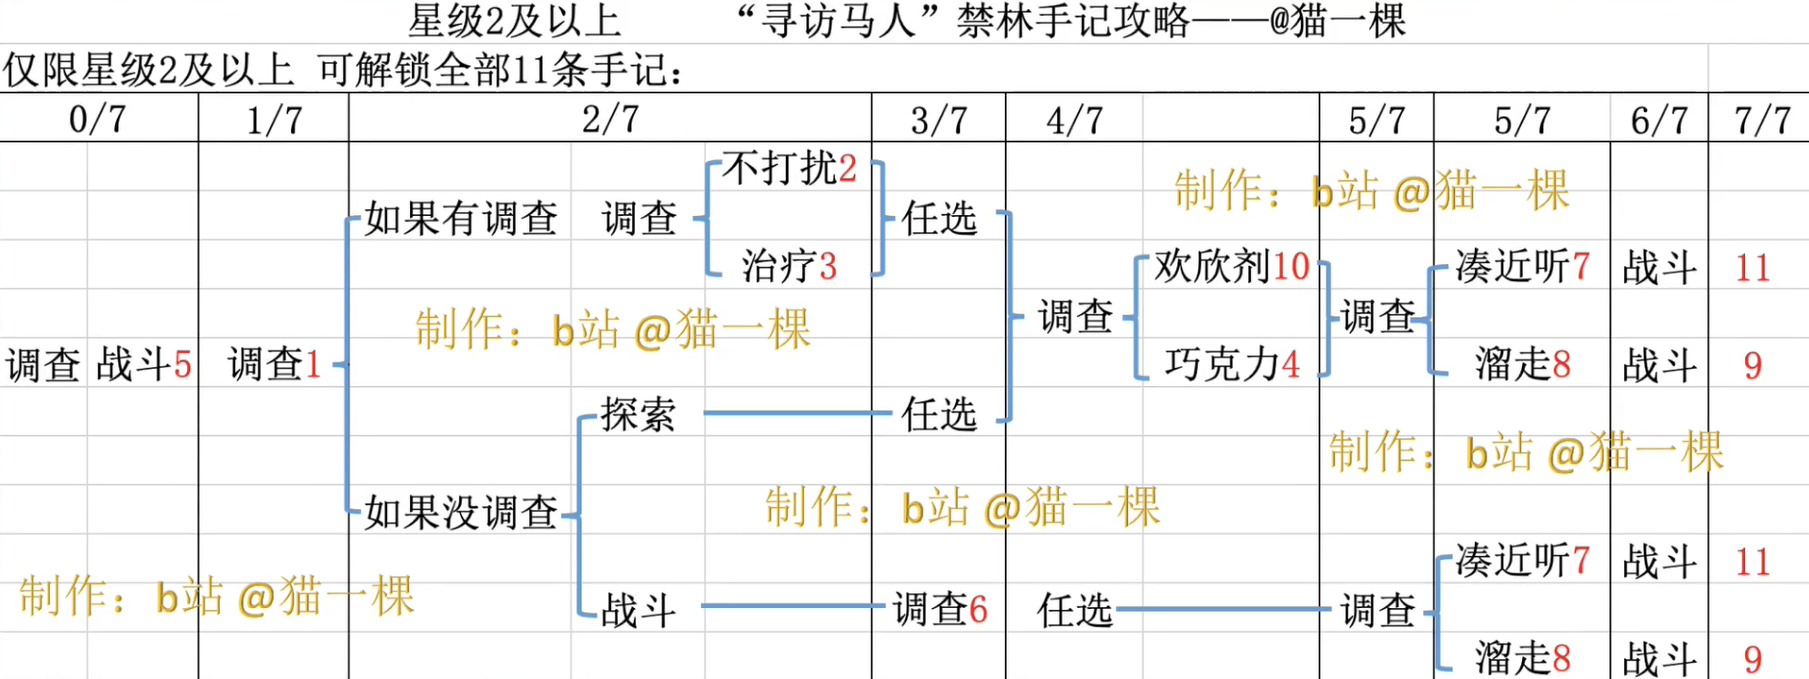 星级2及以上 “寻访马人”禁林手记攻略——@猫一棵
仅限星级2及以上 可解锁全部11条手记：
0/7 1/7 2/7 3/7 4/7 5/7 5/7 6/7 7/7
不打扰2
制作：b站 @猫一棵
如果有调查 调查 任选
治疗3 欢欣剂10 凑近听7 战斗 11
制作：b站 @猫一棵 调查 调查
调查 战斗5 调查1 巧克力4 溜走8 战斗 9
探索 任选
制作：b站 @猫一棵
如果没调查 制作：b站 @猫一棵
凑近听7 战斗 11
制作：b站 @猫一棵 战斗 调查6 任选 调查
溜走8 战斗 9